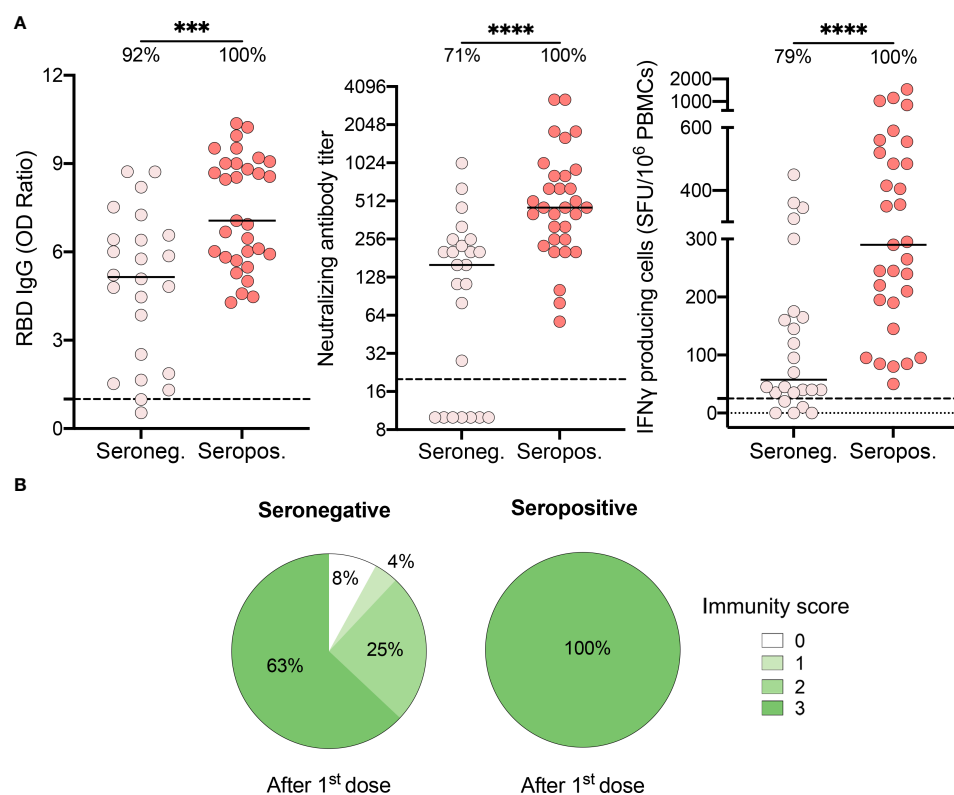 A
***
92% 100%
RBD IgG (OD Ratio)
12
9
6
3
0
Seroneg. Seropos.
****
71% 100%
Neutralizing antibody titer
4096
2048
1024
512
256
128
64
32
16
8
Seroneg. Seropos.
****
79% 100%
IFNγ producing cells (SFU/10⁶ PBMCs)
2000
1000
600
400
300
200
100
0
Seroneg. Seropos.
B
Seronegative
8%
4%
25%
63%
After 1ˢᵗ dose
Seropositive
100%
After 1ˢᵗ dose
Immunity score
0
1
2
3